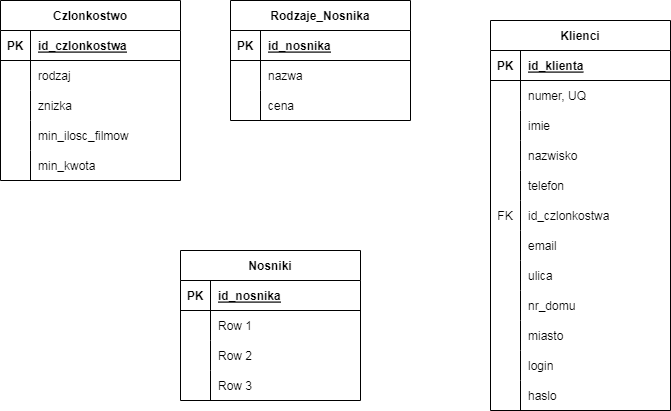 Czlonkostwo
PK id_czlonkostwa
rodzaj
znizka
min_ilosc_filmow
min_kwota
Rodzaje_Nosnika
PK id_nosnika
nazwa
cena
Klienci
PK id_klienta
numer, UQ
imie
nazwisko
telefon
FK id_czlonkostwa
email
ulica
nr_domu
miasto
login
haslo
Nosniki
PK id_nosnika
Row 1
Row 2
Row 3